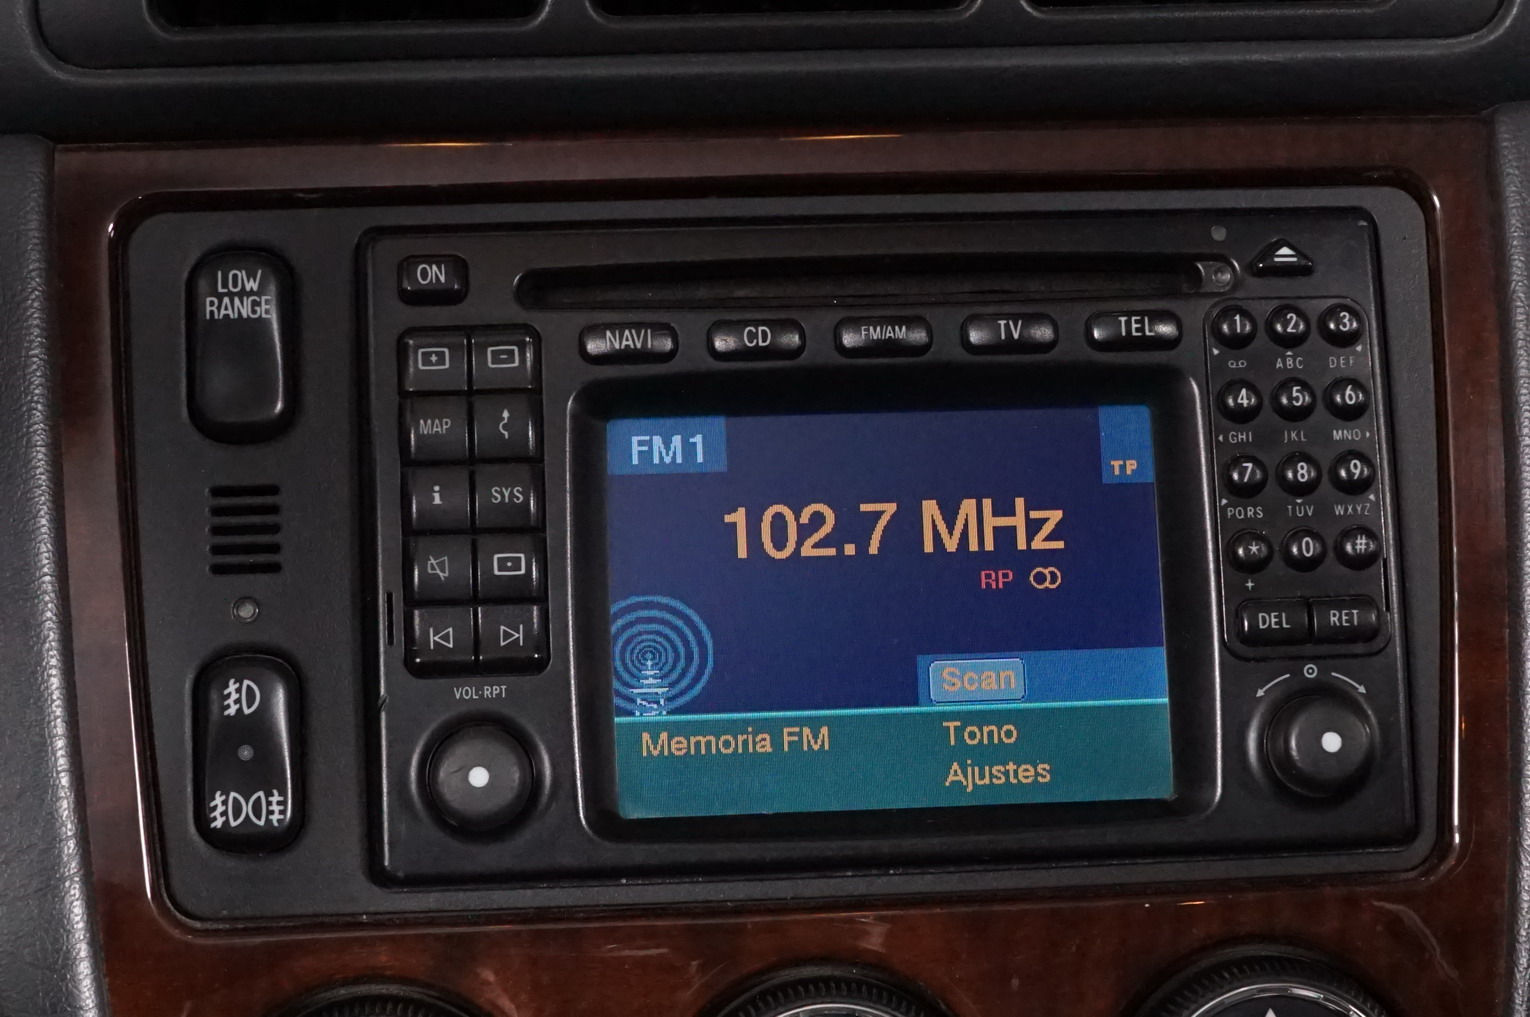 LOW
RANGE
ON
NAVI
CD
FM/AM
TV
TEL
MAP
i
SYS
VOL·RPT
FM1
TP
102.7 MHz
RP
Scan
Memoria FM
Tono
Ajustes
1 2 3
ABC DEF
4 5 6
GHI JKL MNO
7 8 9
PQRS TUV WXYZ
* 0 #
+
DEL RET